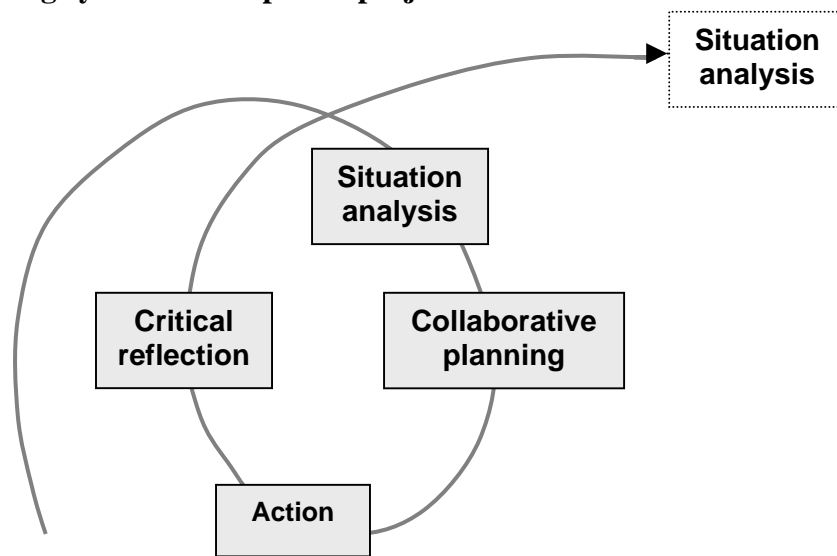 Situation
analysis
Situation
analysis
Critical
reflection
Collaborative
planning
Action